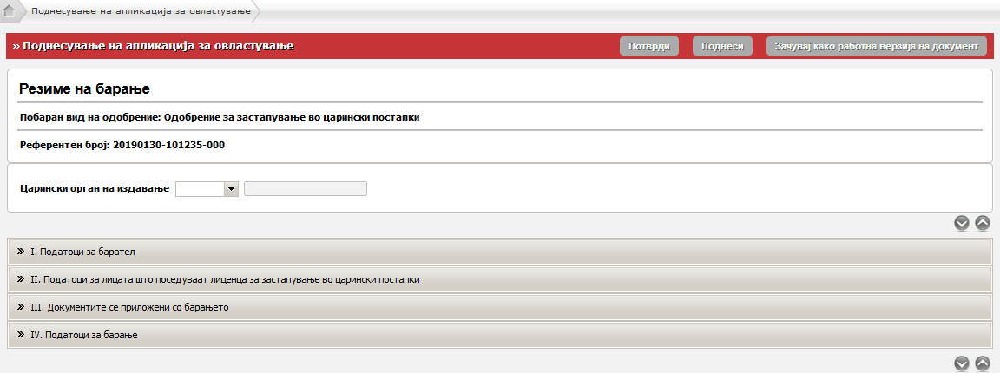 Поднесување на апликација за овластување
» Поднесување на апликација за овластување Потврди Поднеси Зачувај како работна верзија на документ
Резиме на барање
Побаран вид на одобрение: Одобрение за застапување во царински постапки
Референтен број: 20190130-101235-000
Царински орган на издавање
I. Податоци за барател
II. Податоци за лицата што поседуваат лиценца за застапување во царински постапки
III. Документите се приложени со барањето
IV. Податоци за барање